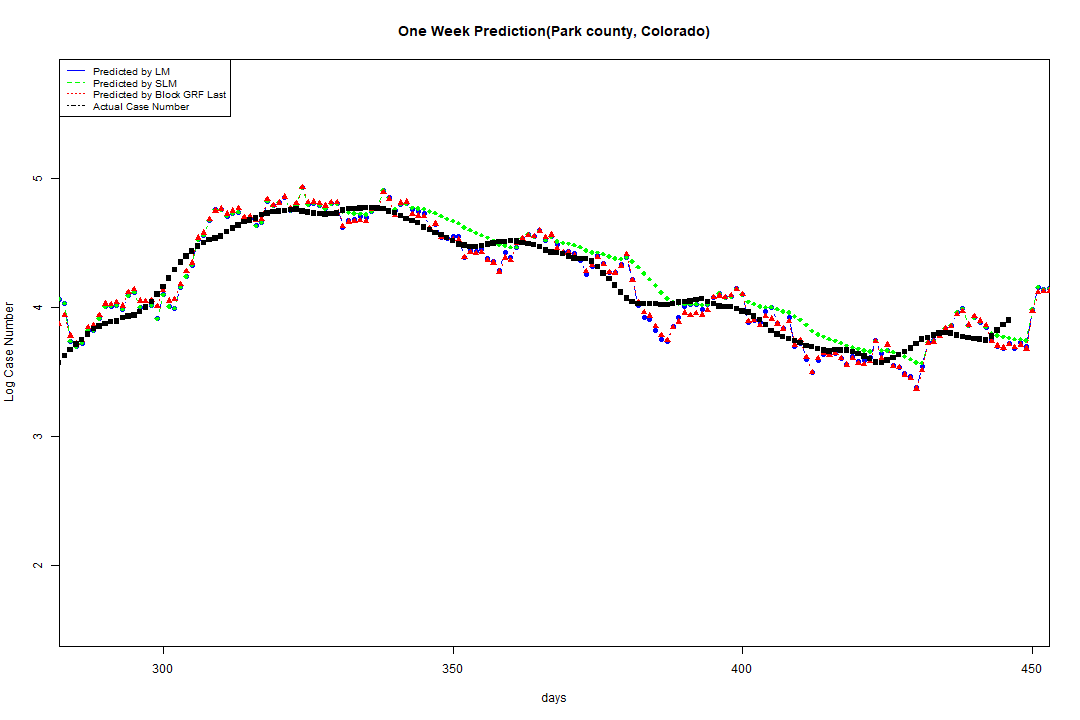 One Week Prediction(Park county, Colorado)
Predicted by LM
Predicted by SLM
Predicted by Block GRF Last
Actual Case Number
5
4
3
2
Log Case Number
300 350 400 450
days